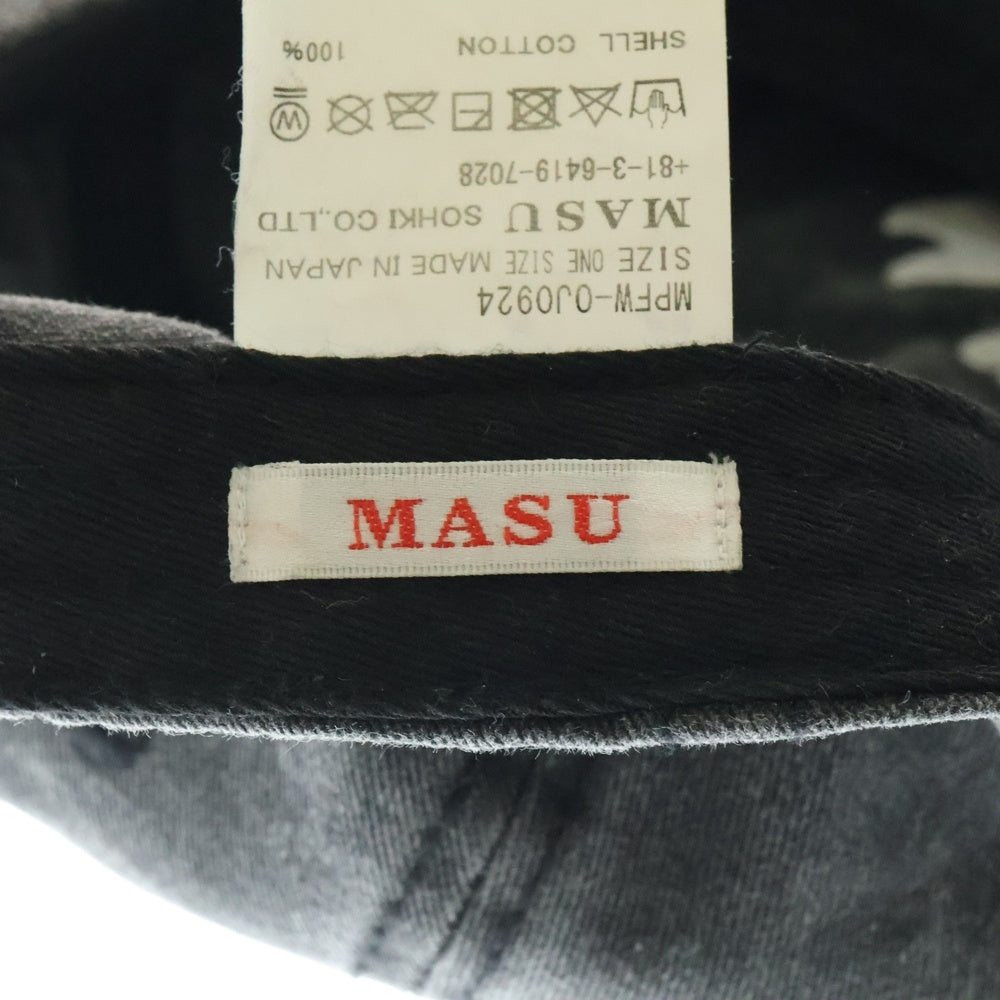 MPFW-0J0924
SIZE ONE SIZE MADE IN JAPAN
MASU SOHKI CO.,LTD
+81-3-6419-7028
W
SHELL COTTON 100%
MASU